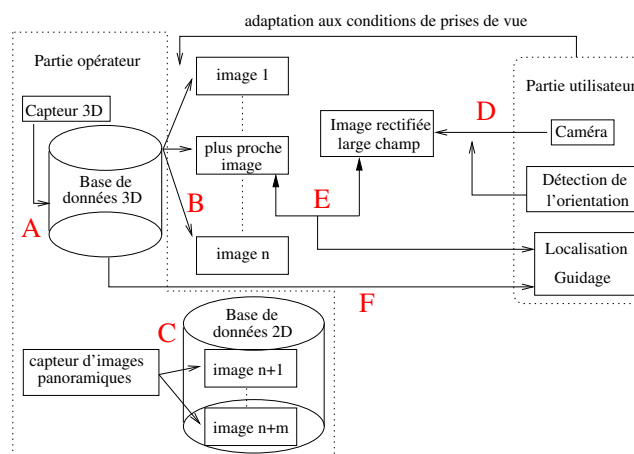 adaptation aux conditions de prises de vue
Partie opérateur
image 1
Partie utilisateur
Capteur 3D
D
Image rectifiée
large champ
Caméra
plus proche
image
Base de
données 3D
B
E
Détection de
l'orientation
A
image n
Localisation
Guidage
F
C
Base de
données 2D
capteur d'images
panoramiques
image n+1
image n+m